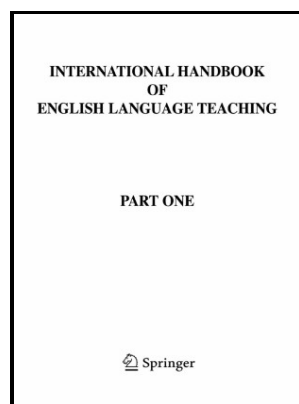 INTERNATIONAL HANDBOOK
OF
ENGLISH LANGUAGE TEACHING
PART ONE
Springer